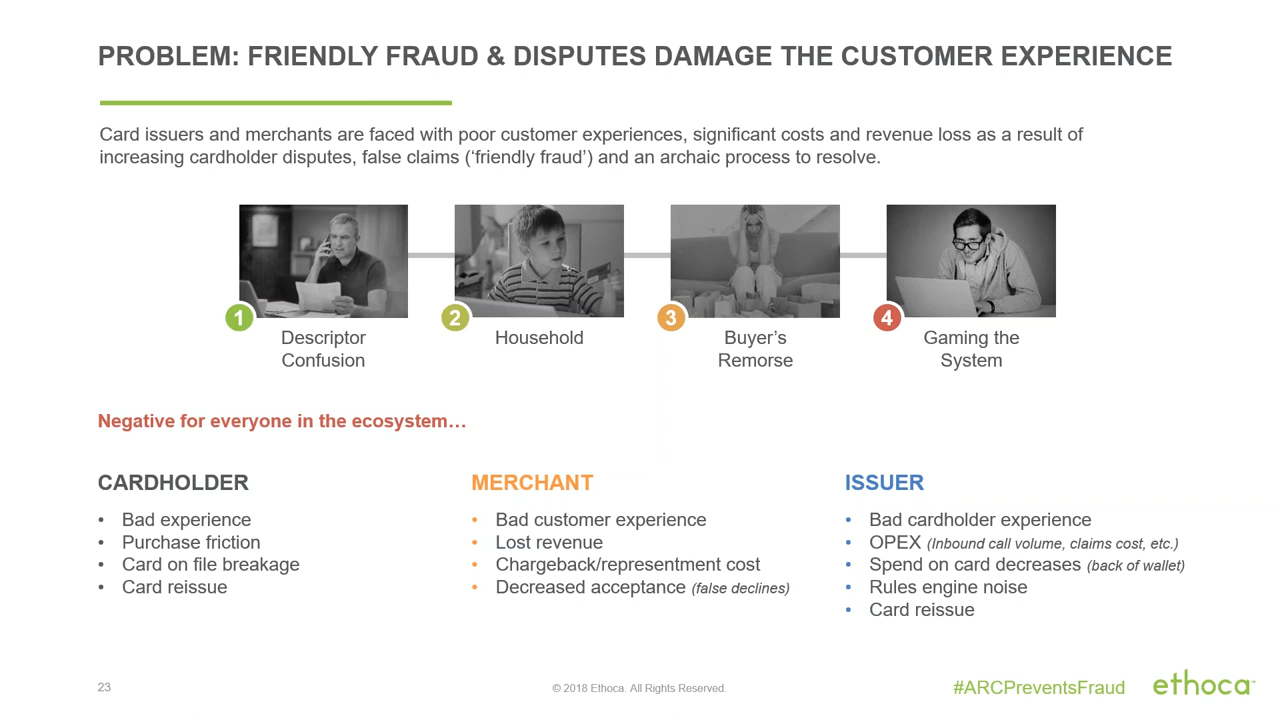 PROBLEM: FRIENDLY FRAUD & DISPUTES DAMAGE THE CUSTOMER EXPERIENCE
Card issuers and merchants are faced with poor customer experiences, significant costs and revenue loss as a result of
increasing cardholder disputes, false claims (‘friendly fraud’) and an archaic process to resolve.
1
Descriptor
Confusion
2
Household
3
Buyer’s
Remorse
4
Gaming the
System
Negative for everyone in the ecosystem…
CARDHOLDER
• Bad experience
• Purchase friction
• Card on file breakage
• Card reissue
MERCHANT
• Bad customer experience
• Lost revenue
• Chargeback/representment cost
• Decreased acceptance (false declines)
ISSUER
• Bad cardholder experience
• OPEX (Inbound call volume, claims cost, etc.)
• Spend on card decreases (back of wallet)
• Rules engine noise
• Card reissue
23
© 2018 Ethoca. All Rights Reserved.
#ARCPreventsFraud
ethoca